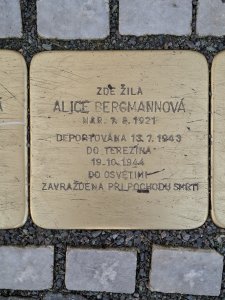 ZDE ŽILA
ALICE BERGMANNOVÁ
NAR. 7. 8. 1921
DEPORTOVÁNA 13. 7. 1943
DO TEREZÍNA
19.10.1944
DO OSVĚTIMI
ZAVRAŽDĚNA PŘI POCHODU SMRTI